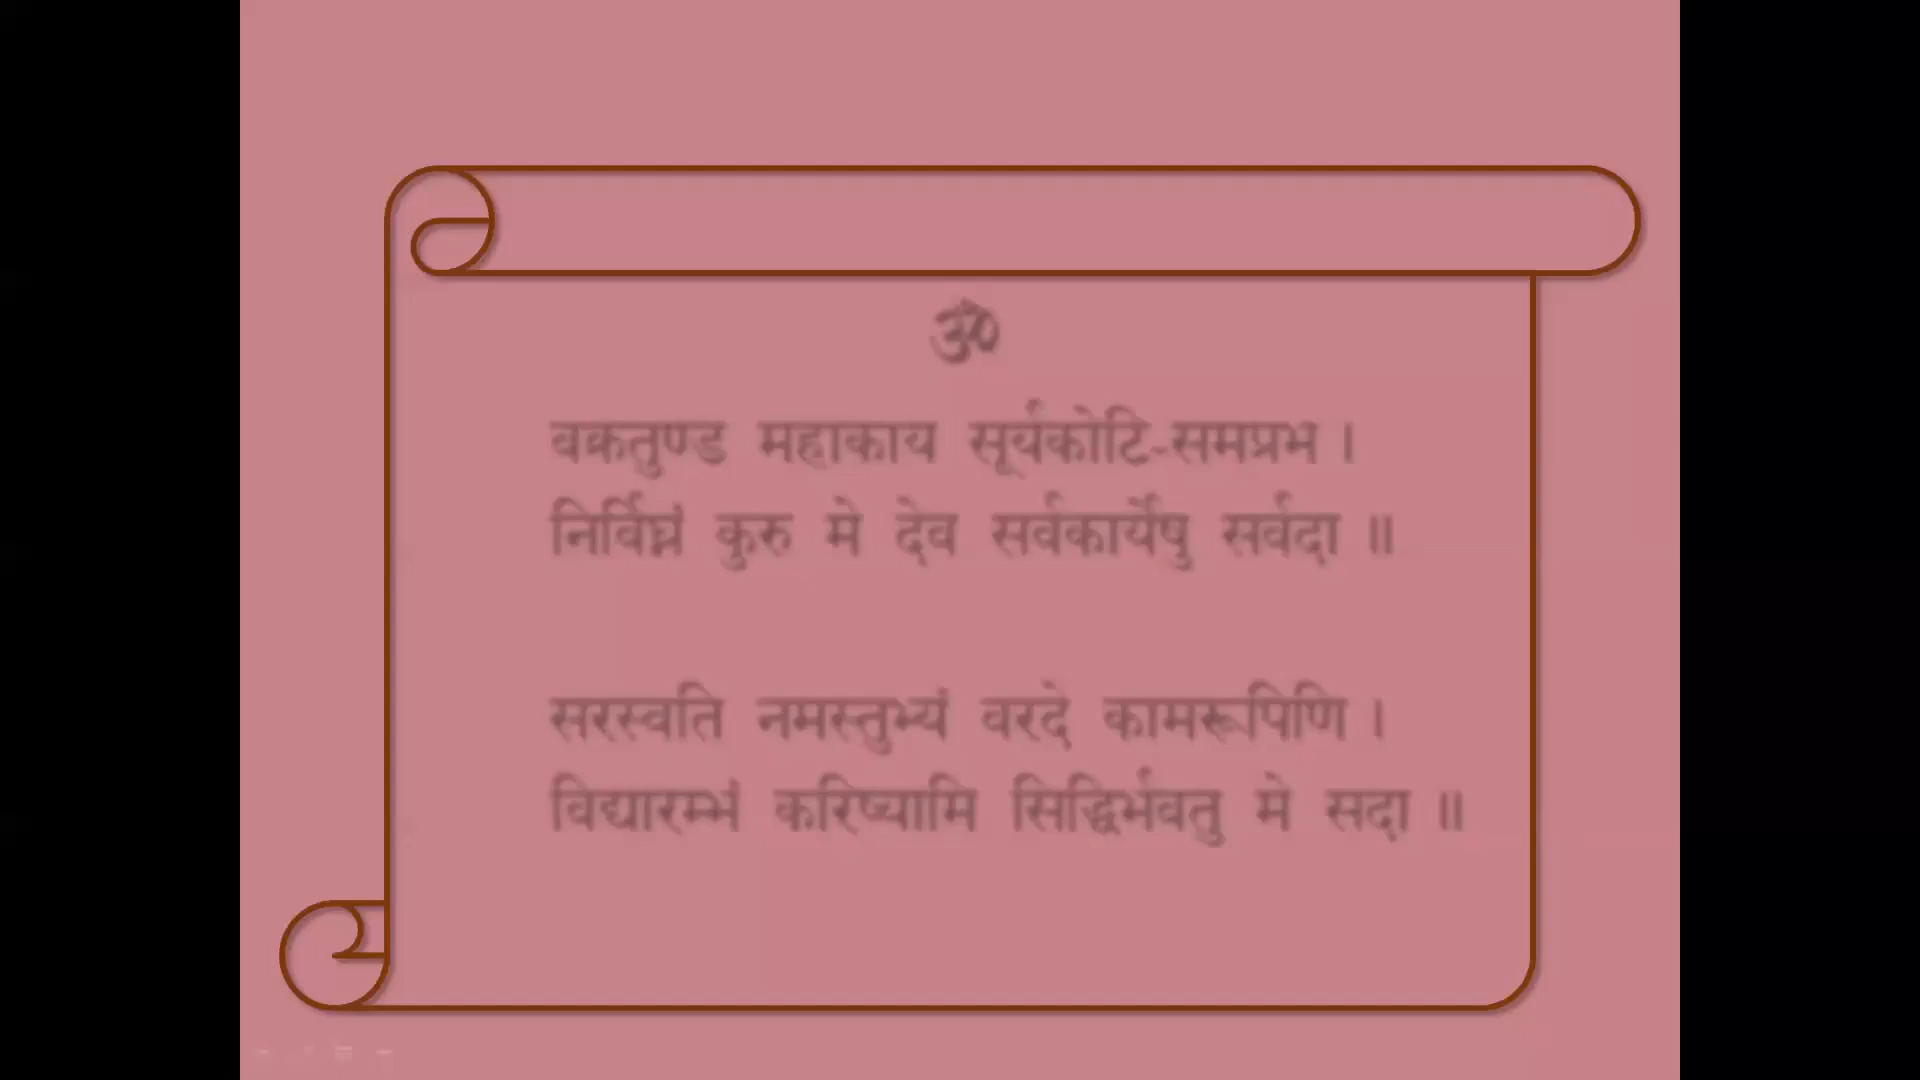 ॐ
वक्रतुण्ड महाकाय सूर्यकोटि-समप्रभ ।
निर्विघ्नं कुरु मे देव सर्वकार्येषु सर्वदा ॥
सरस्वति नमस्तुभ्यं वरदे कामरूपिणि ।
विद्यारम्भं करिष्यामि सिद्धिर्भवतु मे सदा ॥